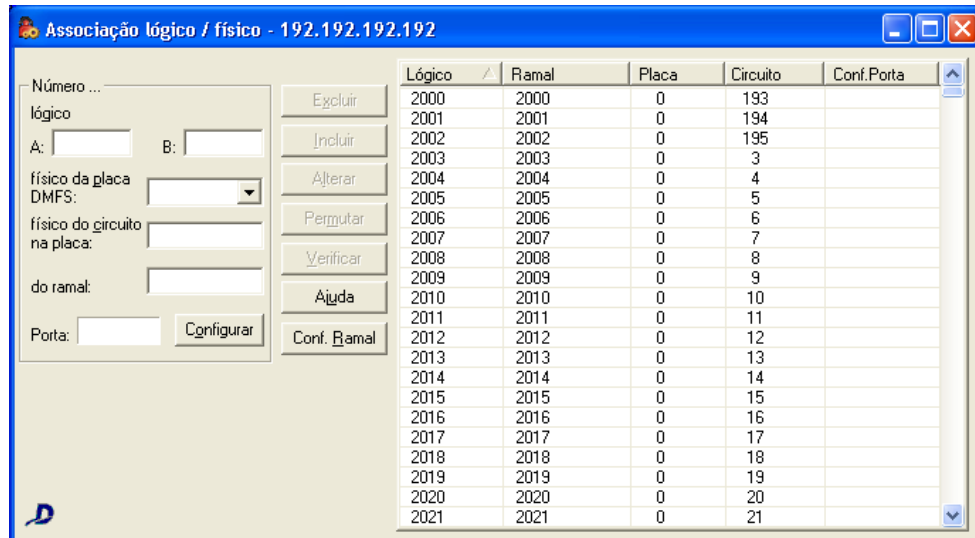 Associação lógico / físico - 192.192.192.192
Número ...
lógico
A: B:
físico da placa
DMFS:
físico do circuito
na placa:
do ramal:
Porta: Configurar
Excluir
Incluir
Alterar
Permutar
Verificar
Ajuda
Conf. Ramal
Lógico Ramal Placa Circuito Conf.Porta
2000 2000 0 193
2001 2001 0 194
2002 2002 0 195
2003 2003 0 3
2004 2004 0 4
2005 2005 0 5
2006 2006 0 6
2007 2007 0 7
2008 2008 0 8
2009 2009 0 9
2010 2010 0 10
2011 2011 0 11
2012 2012 0 12
2013 2013 0 13
2014 2014 0 14
2015 2015 0 15
2016 2016 0 16
2017 2017 0 17
2018 2018 0 18
2019 2019 0 19
2020 2020 0 20
2021 2021 0 21
D